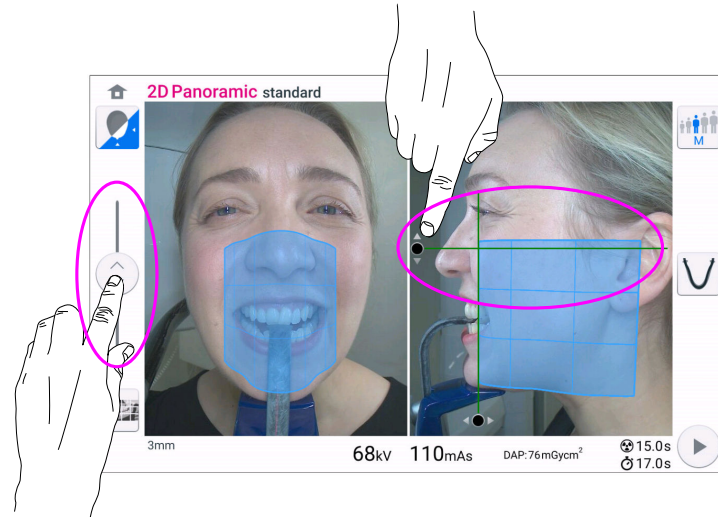 2D Panoramic standard
M
3mm
68kV 110mAs DAP:76mGycm²
15.0s
17.0s